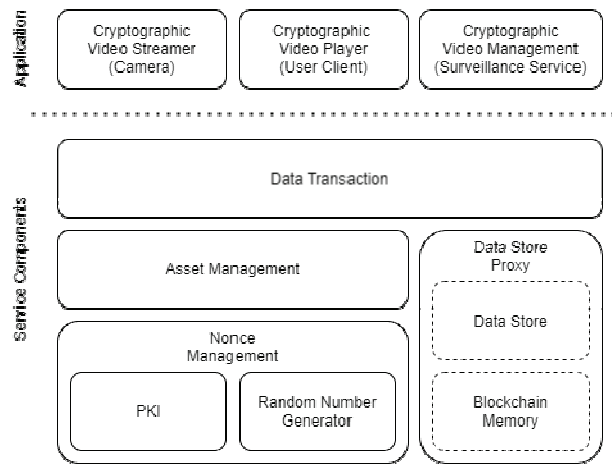 Application
Cryptographic
Video Streamer
(Camera)
Cryptographic
Video Player
(User Client)
Cryptographic
Video Management
(Surveillance Service)
Service Components
Data Transaction
Asset Management
Data Store
Proxy
Data Store
Nonce
Management
PKI
Random Number
Generator
Blockchain
Memory